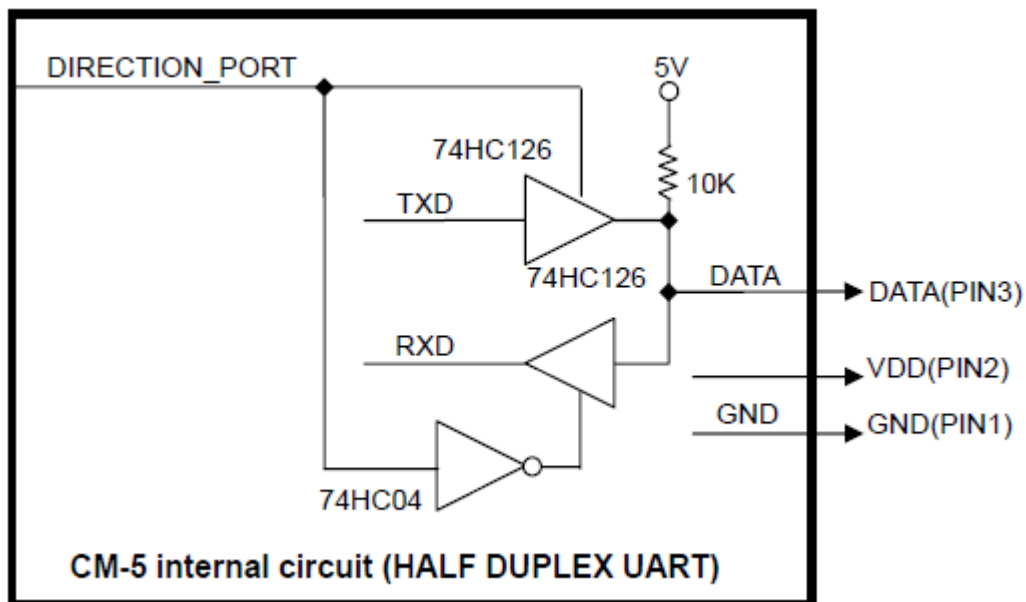 DIRECTION_PORT
5V
74HC126
10K
TXD
74HC126
DATA
DATA(PIN3)
RXD
VDD(PIN2)
GND
GND(PIN1)
74HC04
CM-5 internal circuit (HALF DUPLEX UART)